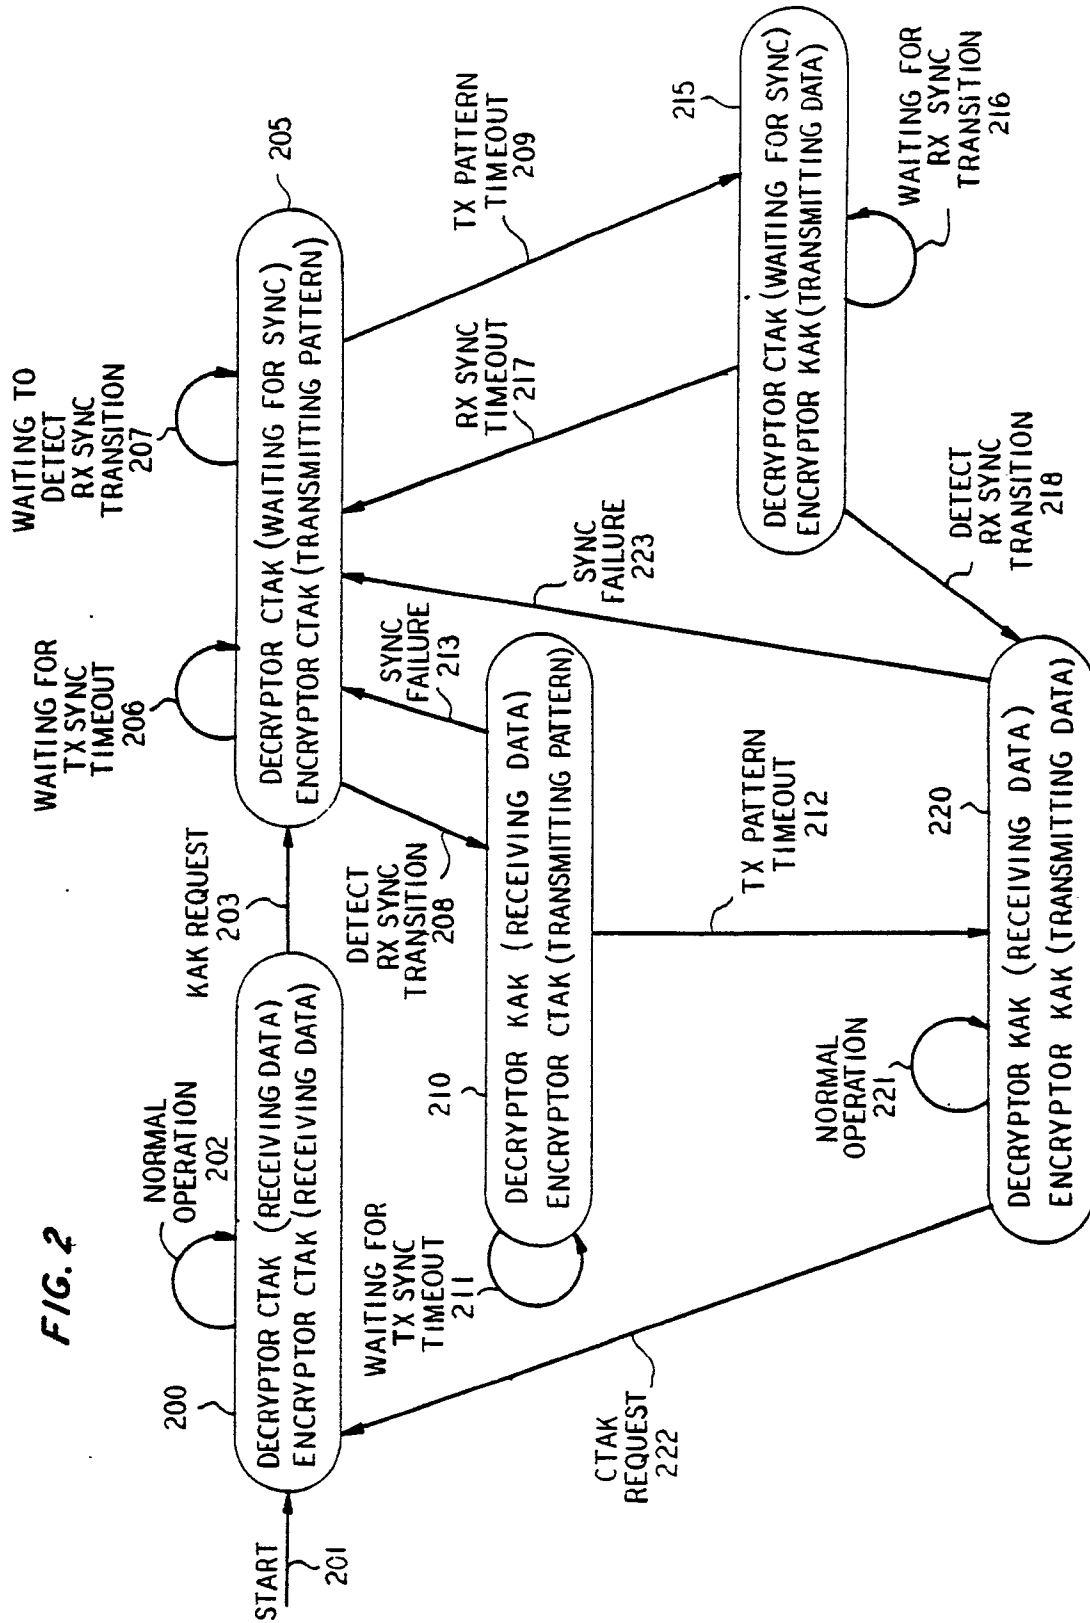 FIG. 2
START
201
200
DECRYPTOR CTAK (RECEIVING DATA)
ENCRYPTOR CTAK (RECEIVING DATA)
NORMAL
OPERATION
202
KAK REQUEST
203
WAITING FOR
TX SYNC
TIMEOUT
206
WAITING TO
DETECT
RX SYNC
TRANSITION
207
205
DECRYPTOR CTAK (WAITING FOR SYNC)
ENCRYPTOR CTAK (TRANSMITTING PATTERN)
DETECT
RX SYNC
TRANSITION
208
SYNC
FAILURE
213
SYNC
FAILURE
223
RX SYNC
TIMEOUT
217
TX PATTERN
TIMEOUT
209
WAITING FOR
TX SYNC
TIMEOUT
211
210
DECRYPTOR KAK (RECEIVING DATA)
ENCRYPTOR CTAK (TRANSMITTING PATTERN)
215
DECRYPTOR CTAK (WAITING FOR SYNC)
ENCRYPTOR KAK (TRANSMITTING DATA)
WAITING FOR
RX SYNC
TRANSITION
216
CTAK
REQUEST
222
NORMAL
OPERATION
221
TX PATTERN
TIMEOUT
212
DETECT
RX SYNC
TRANSITION
218
220
DECRYPTOR KAK (RECEIVING DATA)
ENCRYPTOR KAK (TRANSMITTING DATA)